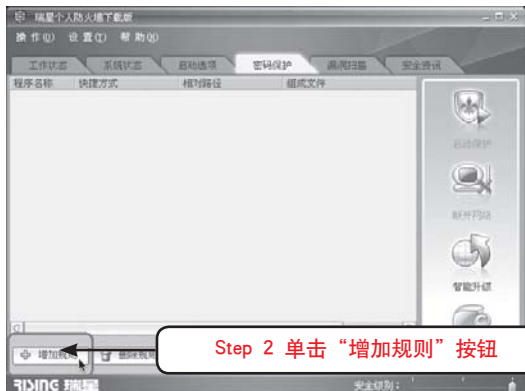 瑞星个人防火墙下载版
操作(O) 设置(T) 帮助(X)
工作状态 系统状态 启动选项 密码保护 漏洞扫描 安全资讯
程序名称 快捷方式 相对路径 组成文件
启动保护
断开网络
智能升级
增加规则 删除规则
Step 2 单击“增加规则”按钮
RISING 瑞星
安全级别：